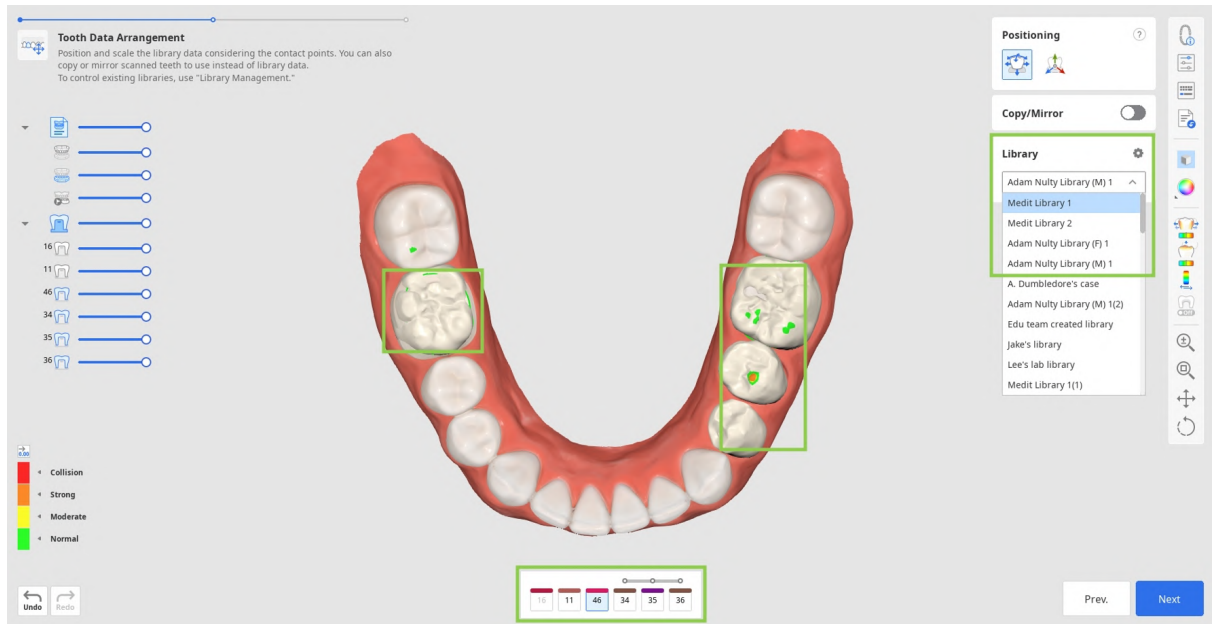 Tooth Data Arrangement
Position and scale the library data considering the contact points. You can also
copy or mirror scanned teeth to use instead of library data.
To control existing libraries, use "Library Management."
16
11
46
34
35
36
0.00
Collision
Strong
Moderate
Normal
Undo
Redo
16
11
46
34
35
36
Positioning
?
Copy/Mirror
Library
Adam Nulty Library (M) 1
Medit Library 1
Medit Library 2
Adam Nulty Library (F) 1
Adam Nulty Library (M) 1
A. Dumbledore's case
Adam Nulty Library (M) 1(2)
Edu team created library
Jake's library
Lee's lab library
Medit Library 1(1)
Prev.
Next